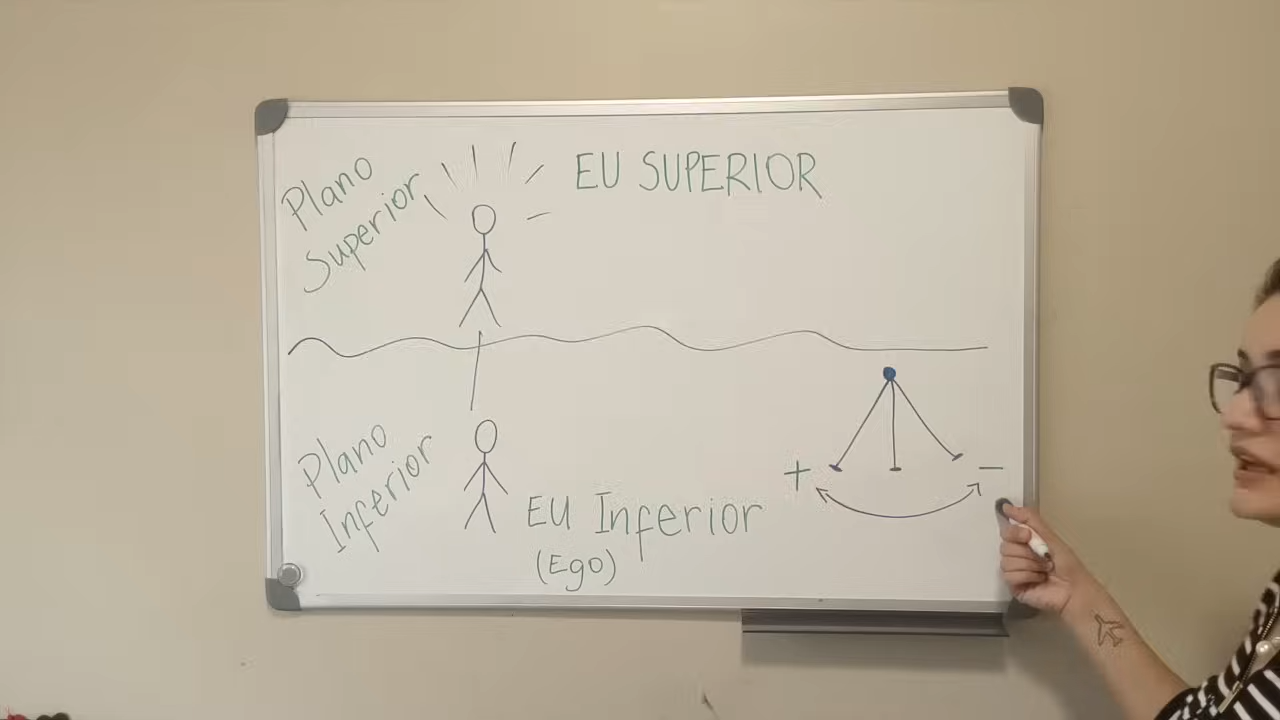 Plano
Superior
EU SUPERIOR
Plano
Inferior
EU Inferior
(Ego)
+
−